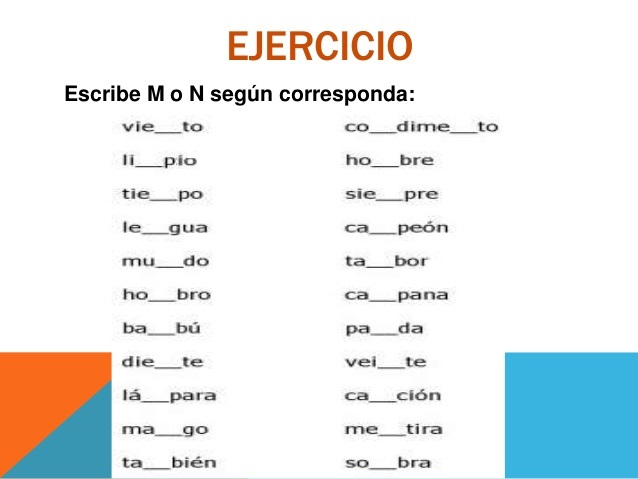 EJERCICIO
Escribe M o N según corresponda:
vie__to
li__pio
tie__po
le__gua
mu__do
ho__bro
ba__bú
die__te
lá__para
ma__go
ta__bién
co__dime__to
ho__bre
sie__pre
ca__peón
ta__bor
ca__pana
pa__da
vei__te
ca__ción
me__tira
so__bra